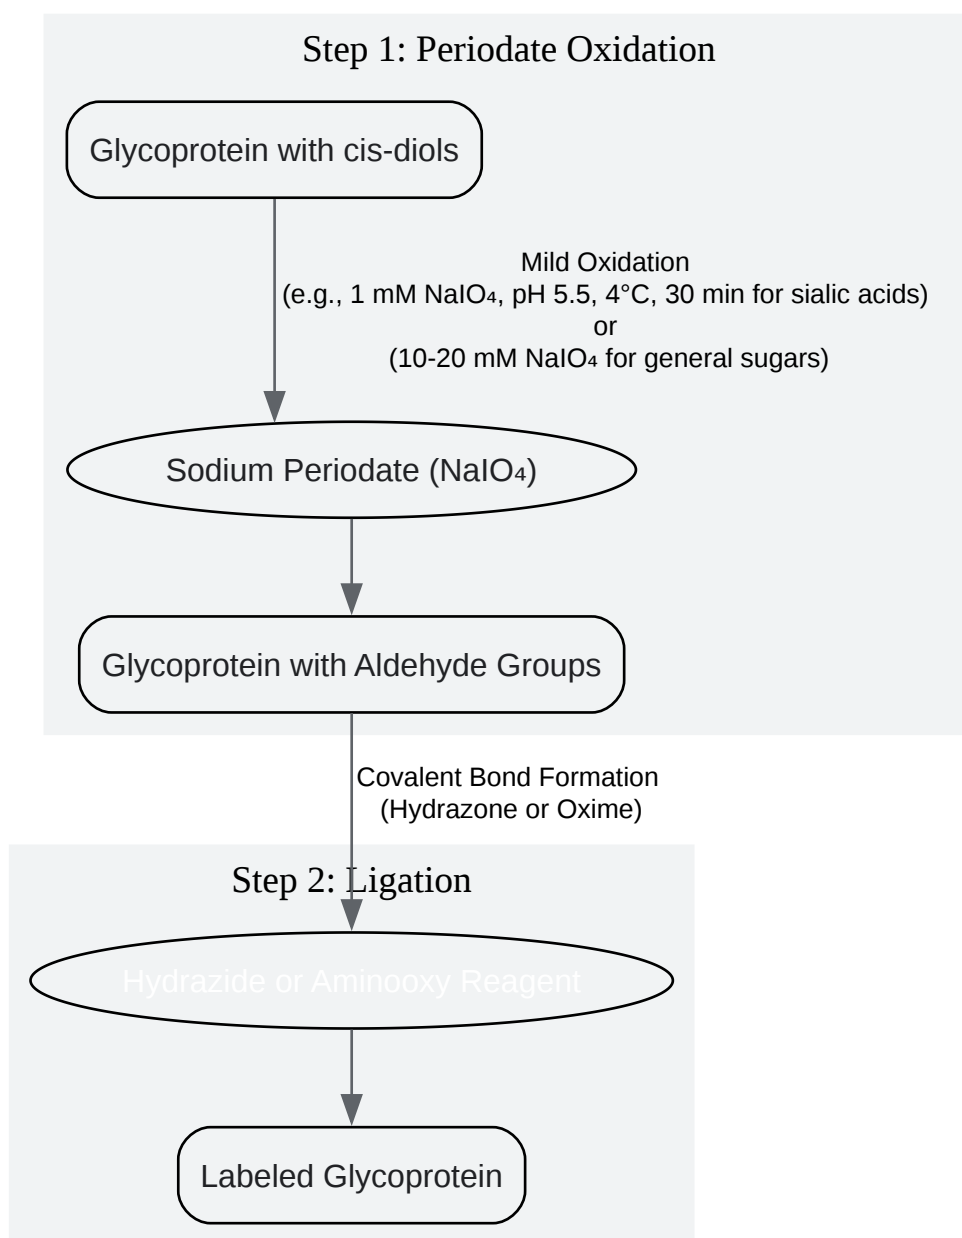 Step 1: Periodate Oxidation
Glycoprotein with cis-diols
Mild Oxidation
(e.g., 1 mM NaIO₄, pH 5.5, 4°C, 30 min for sialic acids)
or
(10-20 mM NaIO₄ for general sugars)
Sodium Periodate (NaIO₄)
Glycoprotein with Aldehyde Groups
Covalent Bond Formation
(Hydrazone or Oxime)
Step 2: Ligation
Hydrazide or Aminooxy Reagent
Labeled Glycoprotein